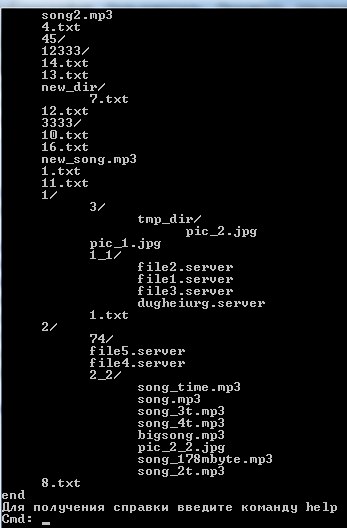 song2.mp3
4.txt
45/
12333/
14.txt
13.txt
new_dir/
7.txt
12.txt
3333/
10.txt
16.txt
new_song.mp3
1.txt
11.txt
1/
3/
tmp_dir/
pic_2.jpg
pic_1.jpg
1_1/
file2.server
file1.server
file3.server
dugheiurg.server
1.txt
2/
74/
file5.server
file4.server
2_2/
song_time.mp3
song.mp3
song_3t.mp3
song_4t.mp3
bigsong.mp3
pic_2_2.jpg
song_178mbyte.mp3
song_2t.mp3
8.txt
end
Для получения справки введите команду help
Cmd: _